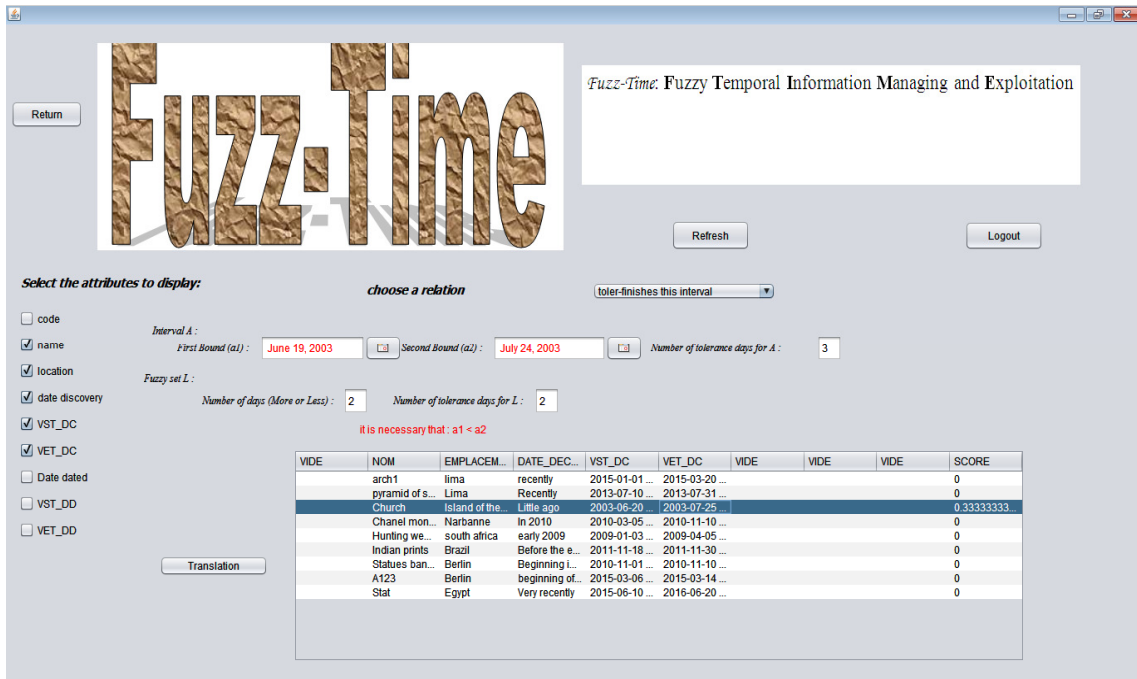 Fuzz-Time
Fuzz-Time: Fuzzy Temporal Information Managing and Exploitation
Return
Refresh
Logout
Select the attributes to display:
choose a relation
toler-finishes this interval
code
name
location
date discovery
VST_DC
VET_DC
Date dated
VST_DD
VET_DD
Interval A :
First Bound (a1) : June 19, 2003 Second Bound (a2) : July 24, 2003 Number of tolerance days for A : 3
Fuzzy set L :
Number of days (More or Less) : 2 Number of tolerance days for L : 2
it is necessary that : a1 < a2
Translation
VIDE NOM EMPLACEM... DATE_DEC... VST_DC VET_DC VIDE VIDE VIDE SCORE
arch1 lima recently 2015-01-01 ... 2015-03-20 ... 0
pyramid of s... Lima Recently 2013-07-10 ... 2013-07-31 ... 0
Church Island of the... Little ago 2003-06-20 ... 2003-07-25 ... 0.33333333...
Chanel mon... Narbanne In 2010 2010-03-05 ... 2010-11-10 ... 0
Hunting we... south africa early 2009 2009-01-03 ... 2009-04-05 ... 0
Indian prints Brazil Before the e... 2011-11-18 ... 2011-11-30 ... 0
Statues ban... Berlin Beginning i... 2010-11-01 ... 2010-11-10 ... 0
A123 Berlin beginning of... 2015-03-06 ... 2015-03-14 ... 0
Stat Egypt Very recently 2015-06-10 ... 2016-06-20 ... 0